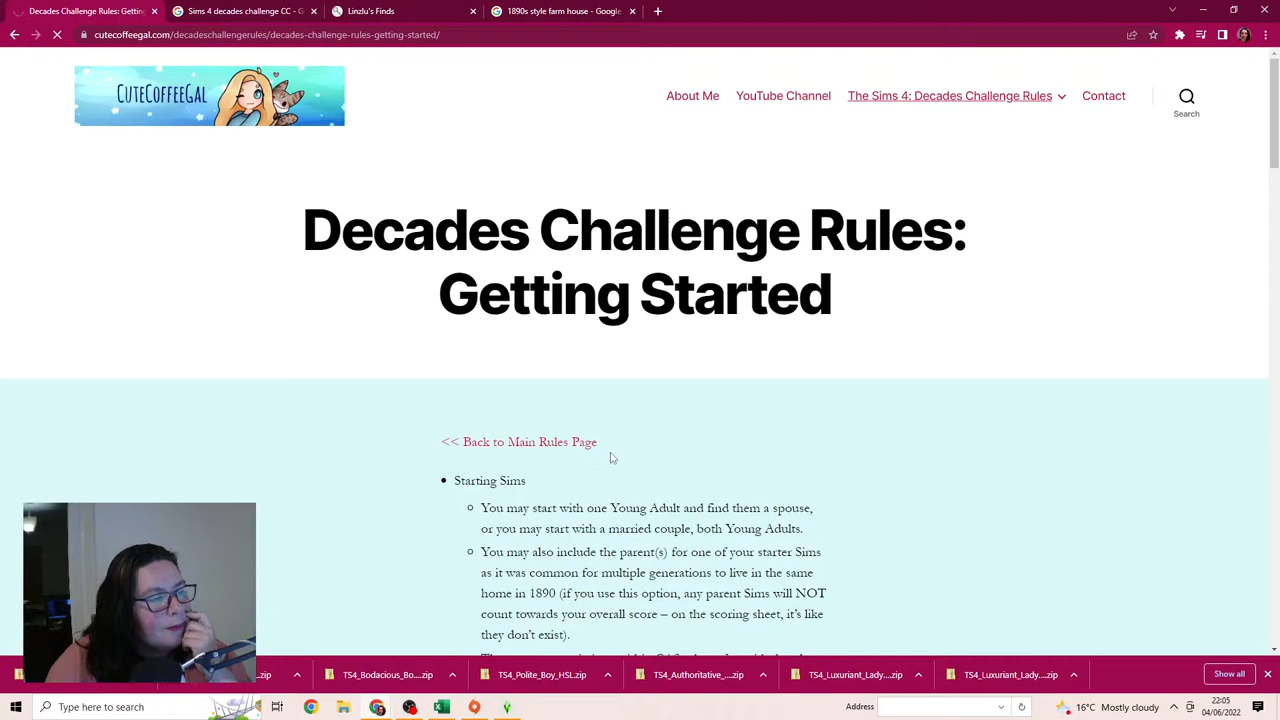 Decades Challenge Rules: Getting
Sims 4 decades challenge CC - G
Linzlu's Finds
1890s style farm house - Google
cutecoffeegal.com/decadeschallengerules/decades-challenge-rules-getting-started/
CUTECOFFEEGAL
About Me
YouTube Channel
The Sims 4: Decades Challenge Rules
Contact
Search
Decades Challenge Rules:
Getting Started
<< Back to Main Rules Page
Starting Sims
You may start with one Young Adult and find them a spouse,
or you may start with a married couple, both Young Adults.
You may also include the parent(s) for one of your starter Sims
as it was common for multiple generations to live in the same
home in 1890 (if you use this option, any parent Sims will NOT
count towards your overall score – on the scoring sheet, it's like
they don't exist).
.zip
TS4_Bodacious_Bo....zip
TS4_Polite_Boy_HSL.zip
TS4_Authoritative_....zip
TS4_Luxuriant_Lady....zip
TS4_Luxuriant_Lady....zip
Show all
Type here to search
Address
16°C Mostly cloudy
22:05
04/06/2022